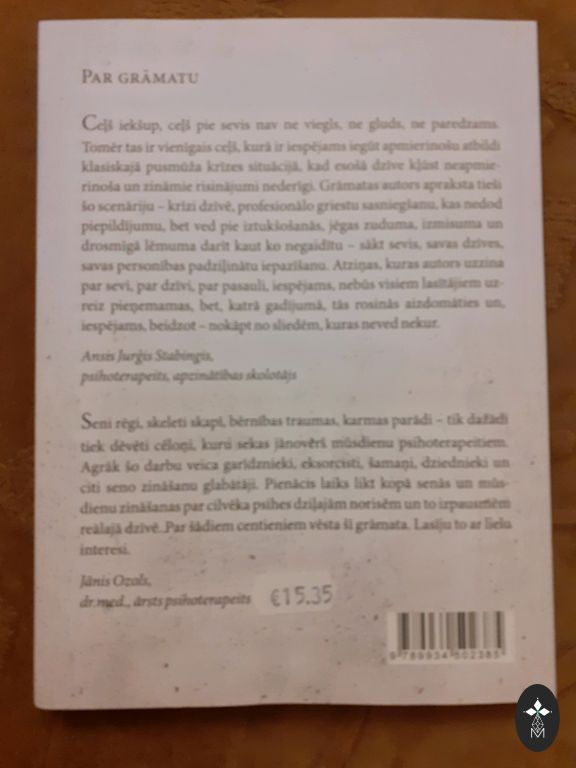 PAR GRĀMATU
Ceļš iekšup, ceļš pie sevis nav ne viegls, ne gluds, ne paredzams.
Tomēr tas ir vienīgais ceļš, kurā ir iespējams iegūt apmierinošu atbildi
klasiskajā pusmūža krīzes situācijā, kad esošā dzīve kļūst neapmie-
rinoša un zināmie risinājumi nederīgi. Grāmatas autors apraksta tieši
šo scenāriju – krīzi dzīvē, profesionālo griestu sasniegšanu, kas nedod
piepildījumu, bet ved pie iztukšošanās, jēgas zuduma, izmisuma un
drosmīgā lēmuma darīt kaut ko negaidītu – sākt sevis, savas dzīves,
savas personības padziļinātu iepazīšanu. Atziņas, kuras autors uzzina
par sevi, par dzīvi, par pasauli, iespējams, nebūs visiem lasītājiem uz-
reiz pieņemamas, bet, katrā gadījumā, tās rosinās aizdomāties un,
iespējams, beidzot – nokāpt no sliedēm, kuras neved nekur.
Ansis Jurģis Stabingis,
psihoterapeits, apzinātības skolotājs
Seni rēgi, skeleti skapī, bērnības traumas, karmas parādi – tik dažādi
tiek dēvēti cēloņi, kuru sekas jānovērš mūsdienu psihoterapeitiem.
Agrāk šo darbu veica garīdznieki, eksorcisti, šamaņi, dziednieki un
citi seno zināšanu glabātāji. Pienācis laiks likt kopā senās un mūs-
dienu zināšanas par cilvēka psihes dziļajām norisēm un to izpausmēm
reālajā dzīvē. Par šādiem centieniem vēsta šī grāmata. Lasīju to ar lielu
interesi.
Jānis Ozols,
dr.med., ārsts psihoterapeits
€15.35
9 789934 502385
M